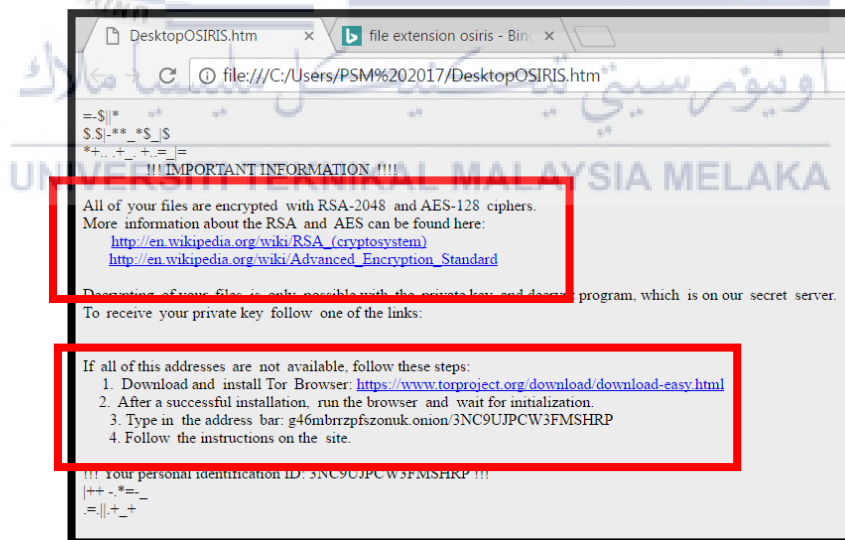 DesktopOSIRIS.htm × file extension osiris - Bing ×
file:///C:/Users/PSM%202017/DesktopOSIRIS.htm
اونيورسيتي تيكنيكل مليسيا ملاك
=-$||*
$.$|-**_*$_|$
*+.. .+_. +..=_|=
!!! IMPORTANT INFORMATION !!!!
UNIVERSITI TEKNIKAL MALAYSIA MELAKA
All of your files are encrypted with RSA-2048 and AES-128 ciphers.
More information about the RSA and AES can be found here:
http://en.wikipedia.org/wiki/RSA_(cryptosystem)
http://en.wikipedia.org/wiki/Advanced_Encryption_Standard
Decrypting of your files is only possible with the private key and decrypt program, which is on our secret server.
To receive your private key follow one of the links:
If all of this addresses are not available, follow these steps:
1. Download and install Tor Browser: https://www.torproject.org/download/download-easy.html
2. After a successful installation, run the browser and wait for initialization.
3. Type in the address bar: g46mbrrzpfszonuk.onion/3NC9UJPCW3FMSHRP
4. Follow the instructions on the site.
!!! Your personal identification ID: 3NC9UJPCW3FMSHRP !!!
|++ -.*=-_
.=.||.+_+